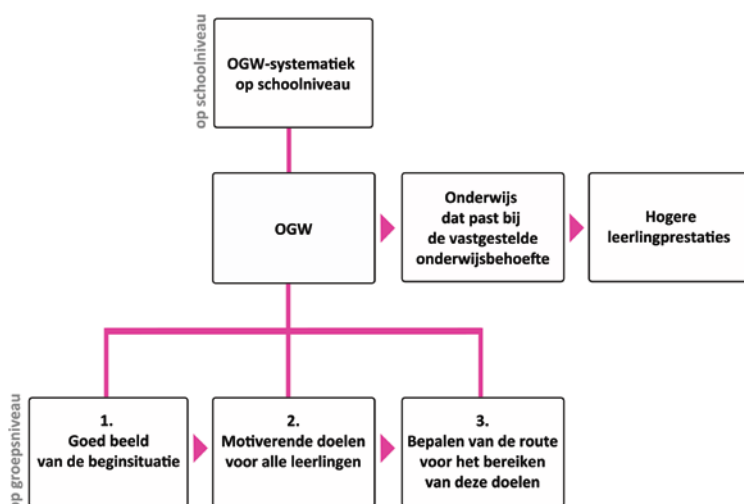 op schoolniveau
OGW-systematiek
op schoolniveau
OGW
Onderwijs
dat past bij
de vastgestelde
onderwijsbehoefte
Hogere
leerlingprestaties
op groepsniveau
1.
Goed beeld
van de beginsituatie
2.
Motiverende doelen
voor alle leerlingen
3.
Bepalen van de route
voor het bereiken
van deze doelen